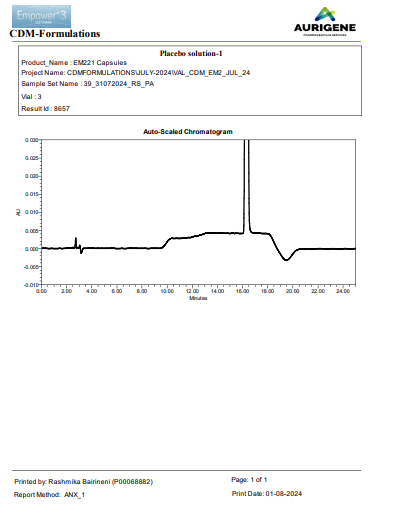 Empower 3
SOFTWARE
AURIGENE
PHARMACEUTICAL SERVICES
CDM-Formulations
Placebo solution-1
Product_Name : EM221 Capsules
Project Name: CDMFORMULATIONS\JULY-2024\VAL_CDM_EM2_JUL_24
Sample Set Name : 39_31072024_RS_PA
Vial : 3
Result Id : 8657
Auto-Scaled Chromatogram
0.030
0.025
0.020
0.015
0.010
0.005
0.000
-0.005
-0.010
AU
0.00 2.00 4.00 6.00 8.00 10.00 12.00 14.00 16.00 18.00 20.00 22.00 24.00
Minutes
Printed by: Rashmika Bairineni (P00068882)
Page: 1 of 1
Report Method: ANX_1
Print Date: 01-08-2024